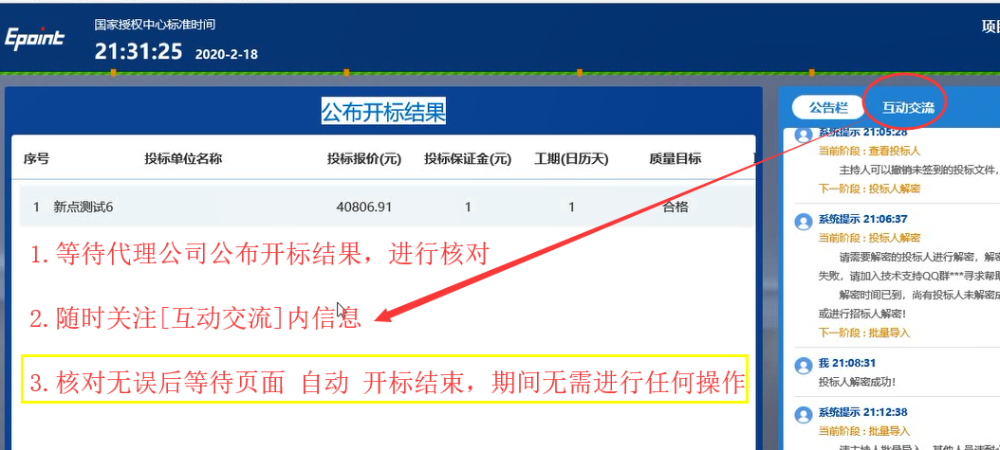 Epoint
国家授权中心标准时间
21:31:25 2020-2-18
项目
公布开标结果
序号 投标单位名称 投标报价(元) 投标保证金(元) 工期(日历天) 质量目标
1 新点测试6 40806.91 1 1 合格
1.等待代理公司公布开标结果，进行核对
2.随时关注[互动交流]内信息
3.核对无误后等待页面 自动 开标结束，期间无需进行任何操作
公告栏 互动交流
系统提示 21:05:28
当前阶段：查看投标人
主持人可以撤销未签到的投标文件，
下一阶段：投标人解密
系统提示 21:06:37
当前阶段：投标人解密
请需要解密的投标人进行解密，解密
失败，请加入技术支持QQ群***寻求帮助
解密时间已到，尚有投标人未解密成
或进行招标人解密！
下一阶段：批量导入
我 21:08:31
投标人解密成功！
系统提示 21:12:38
当前阶段：批量导入